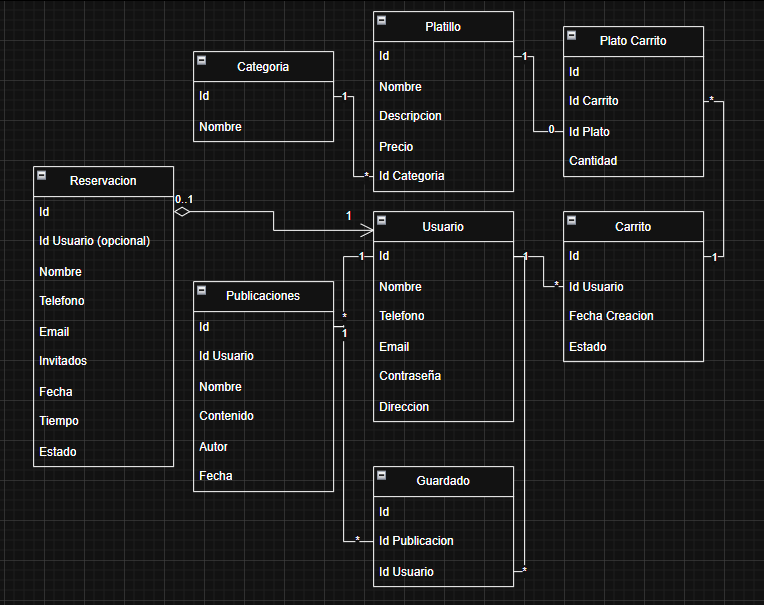 Platillo
Id
Nombre
Descripcion
Precio
Id Categoria
1
0
Plato Carrito
Id
Id Carrito
Id Plato
Cantidad
*
1
Categoria
Id
Nombre
1
*
Reservacion
Id
Id Usuario (opcional)
Nombre
Telefono
Email
Invitados
Fecha
Tiempo
Estado
0..1
1
Usuario
Id
Nombre
Telefono
Email
Contraseña
Direccion
1
*
1
1
*
Carrito
Id
Id Usuario
Fecha Creacion
Estado
Publicaciones
Id
Id Usuario
Nombre
Contenido
Autor
Fecha
Guardado
Id
Id Publicacion
Id Usuario
*
*